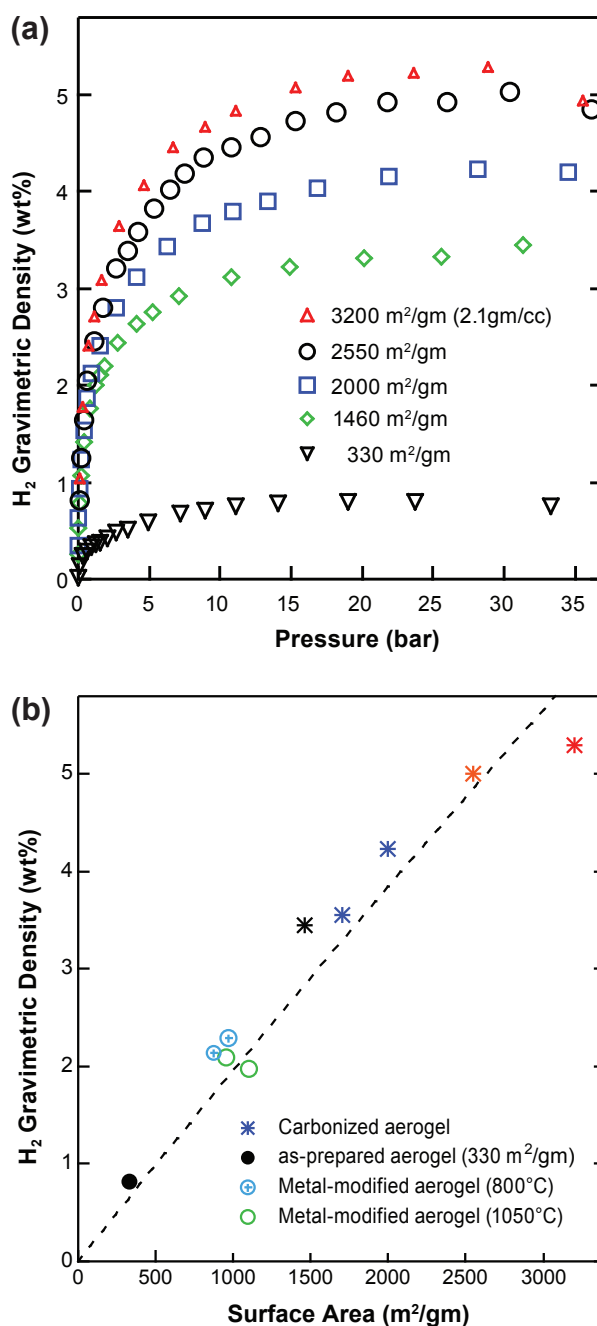 (a)
H₂ Gravimetric Density (wt%)
5
4
3
2
1
0
3200 m²/gm (2.1gm/cc)
2550 m²/gm
2000 m²/gm
1460 m²/gm
330 m²/gm
0 5 10 15 20 25 30 35
Pressure (bar)
(b)
H₂ Gravimetric Density (wt%)
5
4
3
2
1
0
Carbonized aerogel
as-prepared aerogel (330 m²/gm)
Metal-modified aerogel (800°C)
Metal-modified aerogel (1050°C)
0 500 1000 1500 2000 2500 3000
Surface Area (m²/gm)